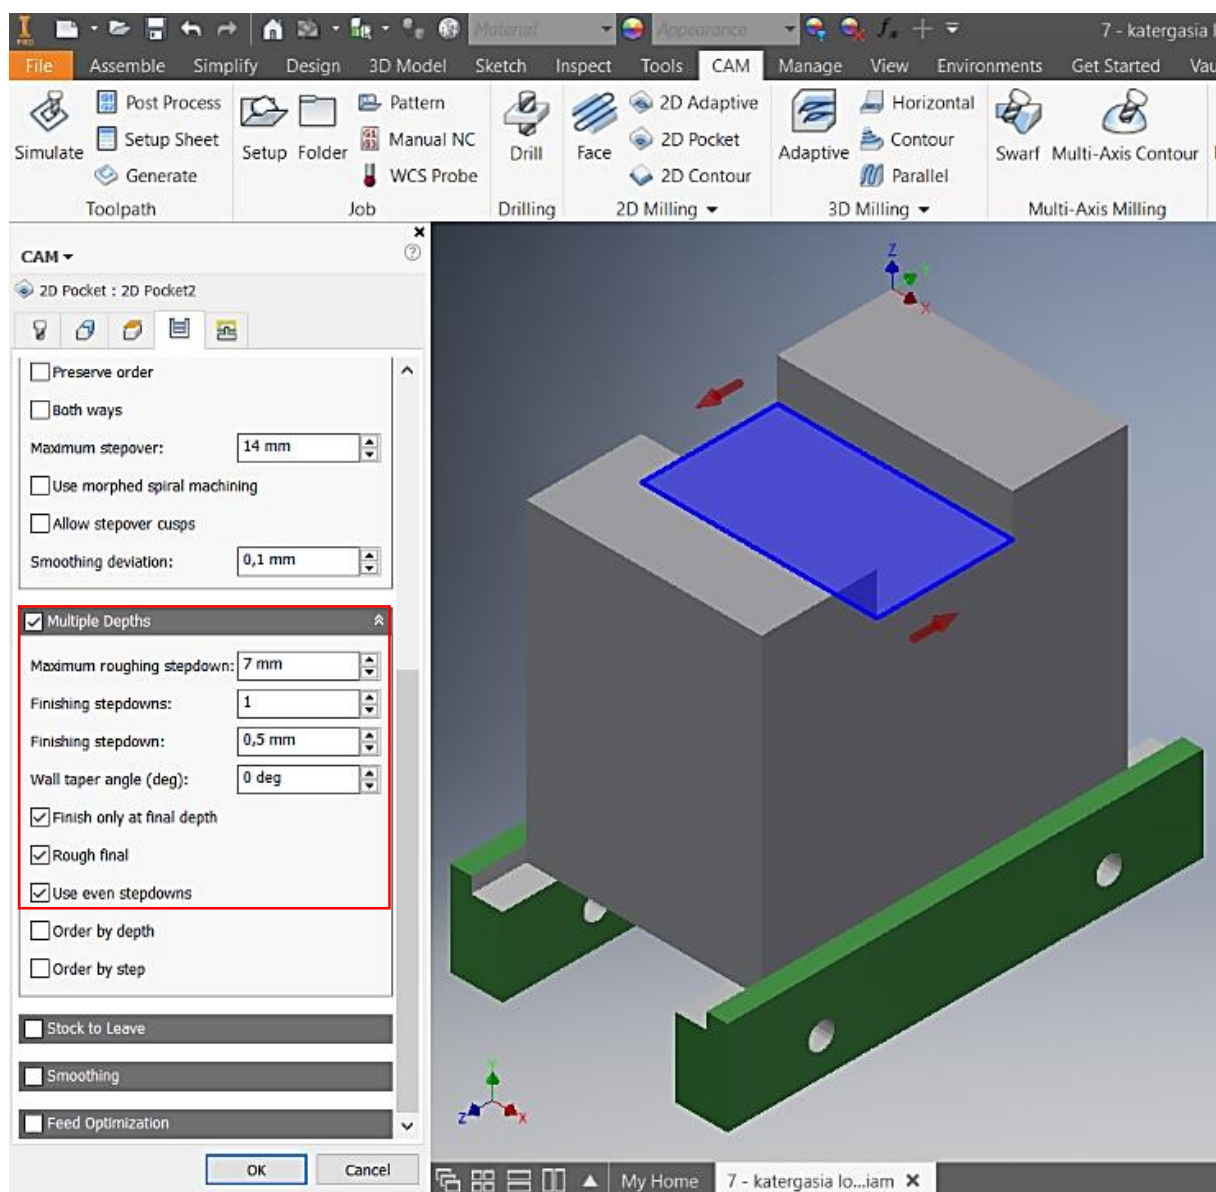 PRO
Material
Appearance
7 - katergasia l
File Assemble Simplify Design 3D Model Sketch Inspect Tools CAM Manage View Environments Get Started Vau
Simulate
Post Process
Setup Sheet
Generate
Toolpath
Setup
Folder
Pattern
Manual NC
WCS Probe
Job
Drill
Drilling
Face
2D Adaptive
2D Pocket
2D Contour
2D Milling
Adaptive
Horizontal
Contour
Parallel
3D Milling
Swarf
Multi-Axis Contour
Multi-Axis Milling
CAM
2D Pocket : 2D Pocket2
Preserve order
Both ways
Maximum stepover: 14 mm
Use morphed spiral machining
Allow stepover cusps
Smoothing deviation: 0,1 mm
Multiple Depths
Maximum roughing stepdown: 7 mm
Finishing stepdowns: 1
Finishing stepdown: 0,5 mm
Wall taper angle (deg): 0 deg
Finish only at final depth
Rough final
Use even stepdowns
Order by depth
Order by step
Stock to Leave
Smoothing
Feed Optimization
OK Cancel
Z
Y
X
Y
Z
X
My Home 7 - katergasia lo...iam